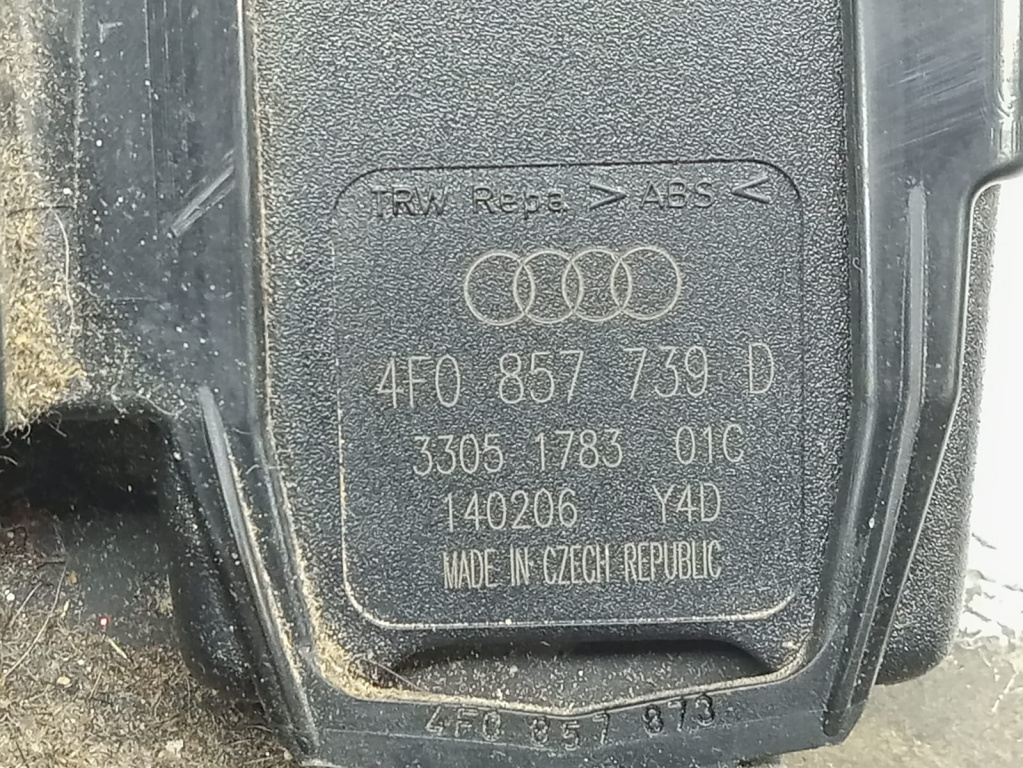 TRW Repa > ABS <
4F0 857 739 D
3305 1783 01C
140206 Y4D
MADE IN CZECH REPUBLIC
4F0 857 873